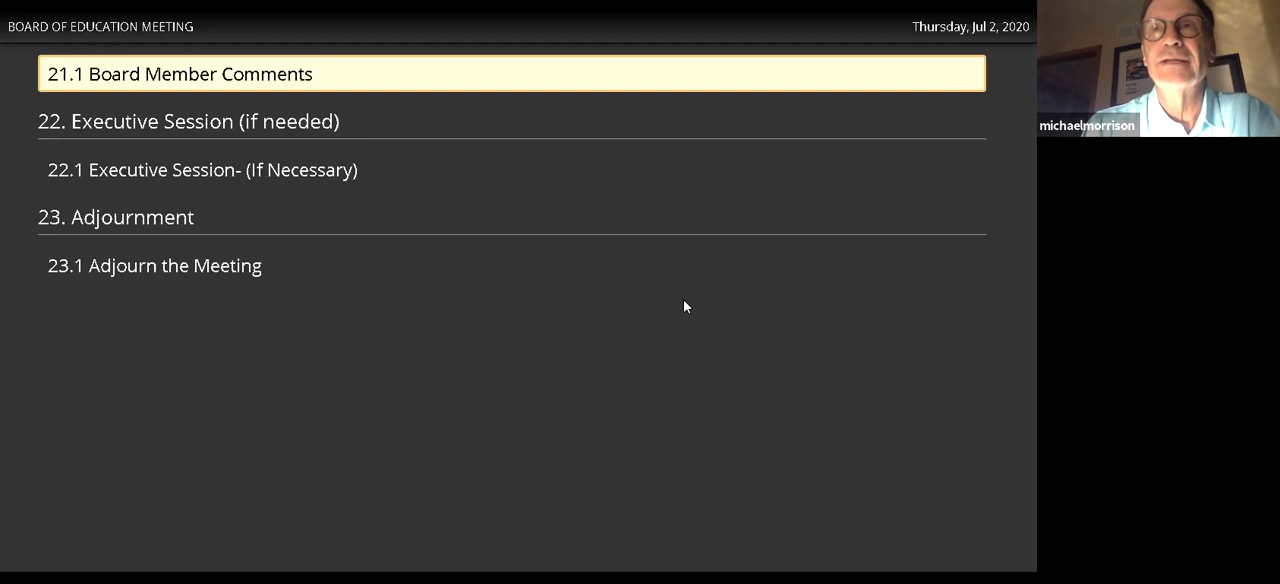 BOARD OF EDUCATION MEETING
Thursday, Jul 2, 2020
21.1 Board Member Comments
22. Executive Session (if needed)
22.1 Executive Session- (If Necessary)
23. Adjournment
23.1 Adjourn the Meeting
michaelmorrison